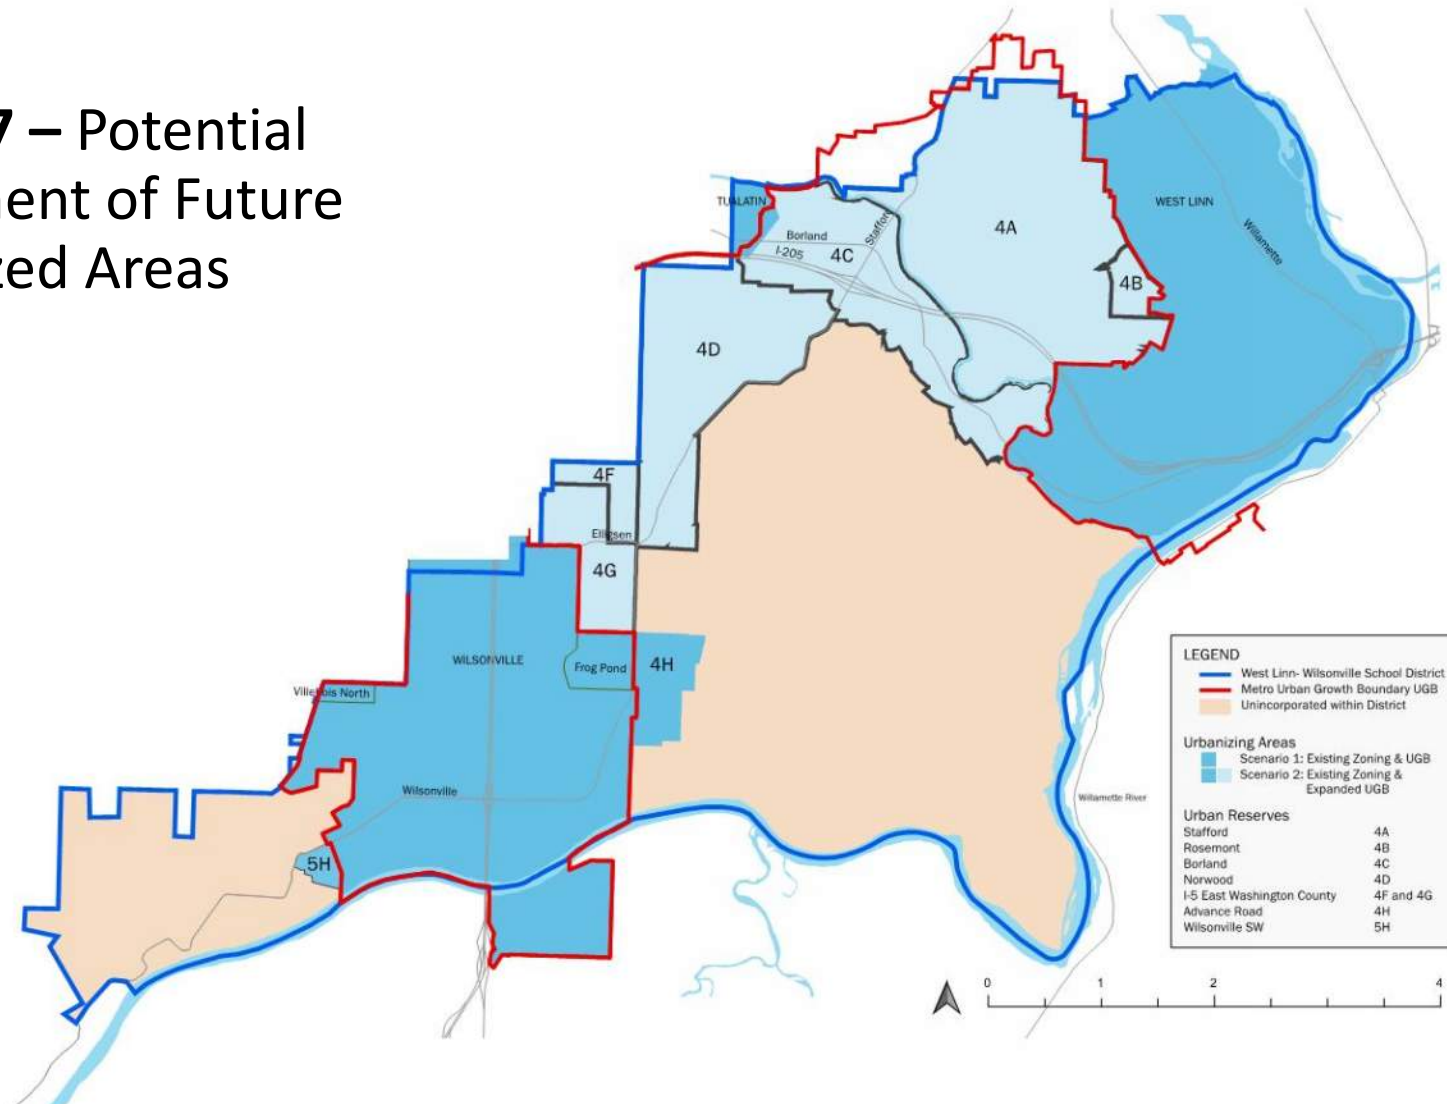 7 – Potential
ent of Future
zed Areas
TUALATIN
WEST LINN
Willamette
Borland
Stafford
I-205
4C
4A
4B
4D
4F
Elligsen
4G
WILSONVILLE
Frog Pond
4H
Villebois North
Wilsonville
5H
Willamette River
LEGEND
West Linn- Wilsonville School District
Metro Urban Growth Boundary UGB
Unincorporated within District
Urbanizing Areas
Scenario 1: Existing Zoning & UGB
Scenario 2: Existing Zoning &
Expanded UGB
Urban Reserves
Stafford 4A
Rosemont 4B
Borland 4C
Norwood 4D
I-5 East Washington County 4F and 4G
Advance Road 4H
Wilsonville SW 5H
0 1 2 4